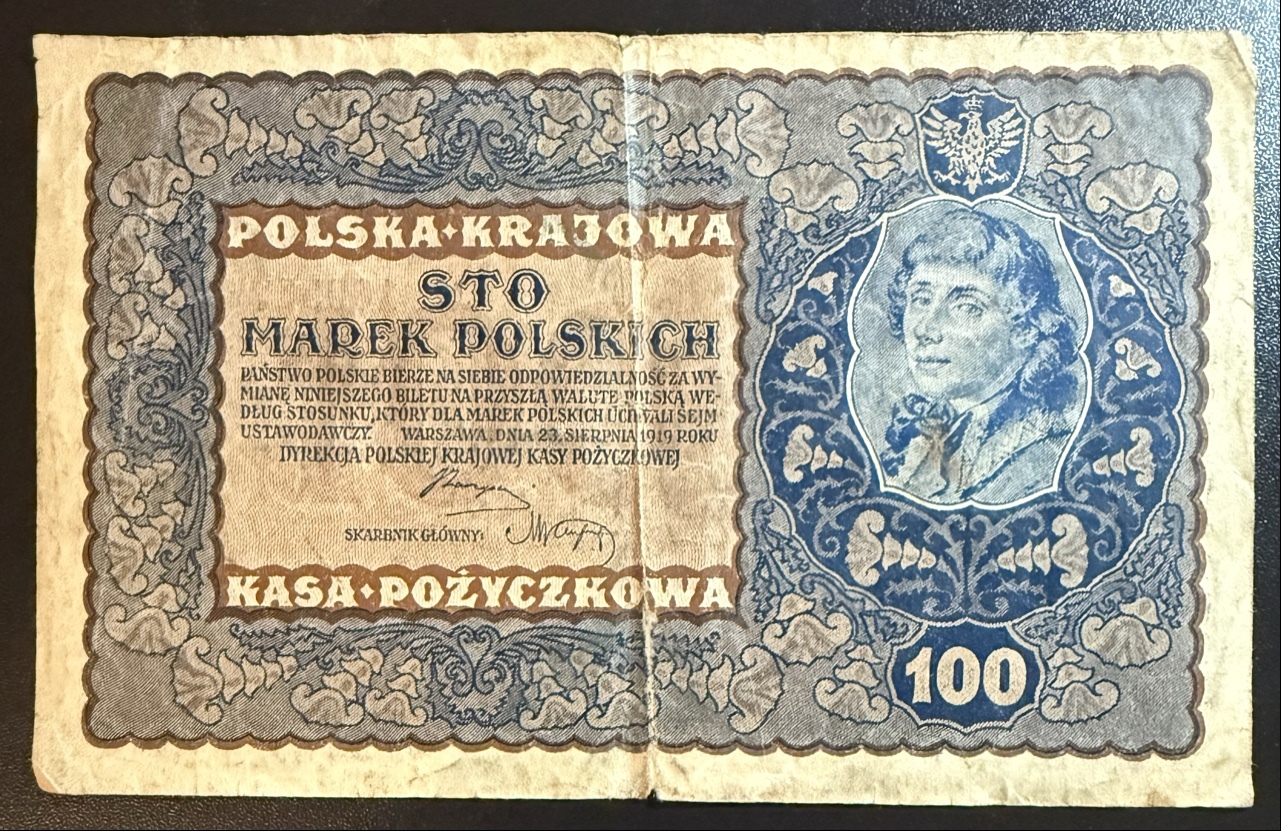 POLSKA·KRAJOWA
STO
MAREK POLSKICH
PAŃSTWO POLSKIE BIERZE NA SIEBIE ODPOWIEDZIALNOŚĆ ZA WY-
MIANĘ NINIEJSZEGO BILETU NA PRZYSZŁĄ WALUTĘ POLSKĄ WE-
DŁUG STOSUNKU, KTÓRY DLA MAREK POLSKICH UCHWALI SEJM
USTAWODAWCZY. WARSZAWA, DNIA 23. SIERPNIA 1919 ROKU
DYREKCJA POLSKIEJ KRAJOWEJ KASY POŻYCZKOWEJ
SKARBNIK GŁÓWNY:
KASA·POŻYCZKOWA
100